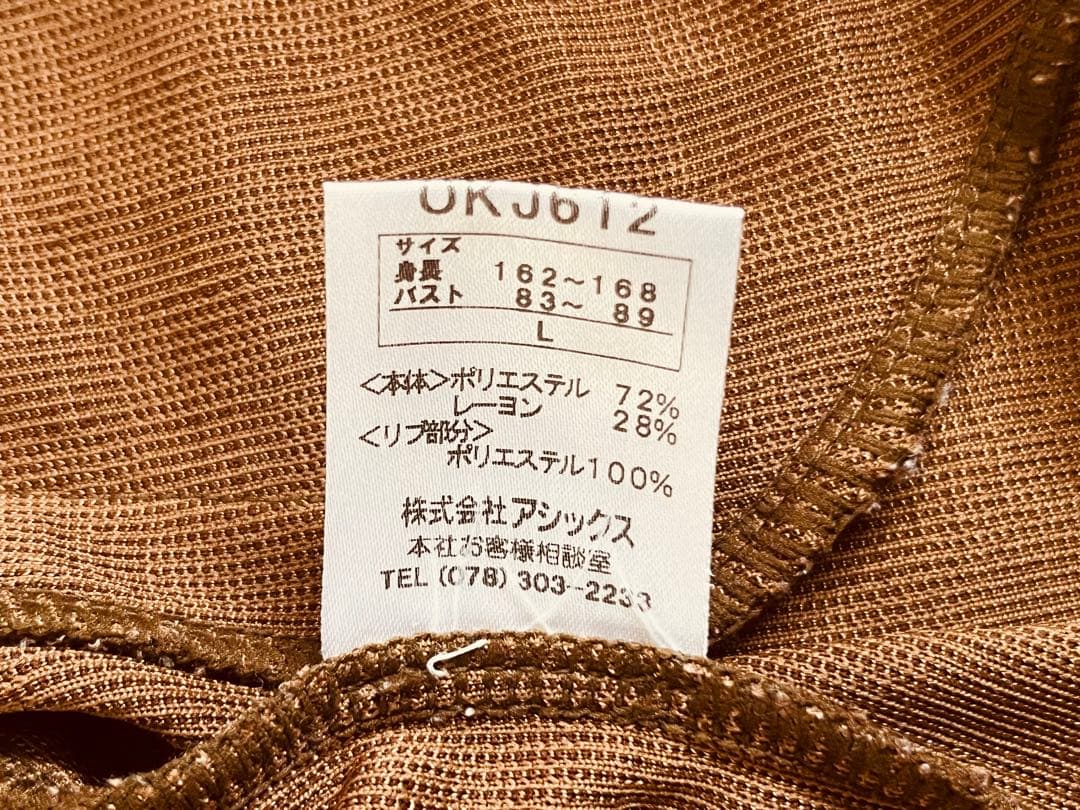 OKJ612
サイズ
身長 162～168
バスト 83～ 89
L
<本体>ポリエステル 72%
レーヨン 28%
<リブ部分>
ポリエステル100%
株式会社アシックス
本社お客様相談室
TEL (078) 303-2233